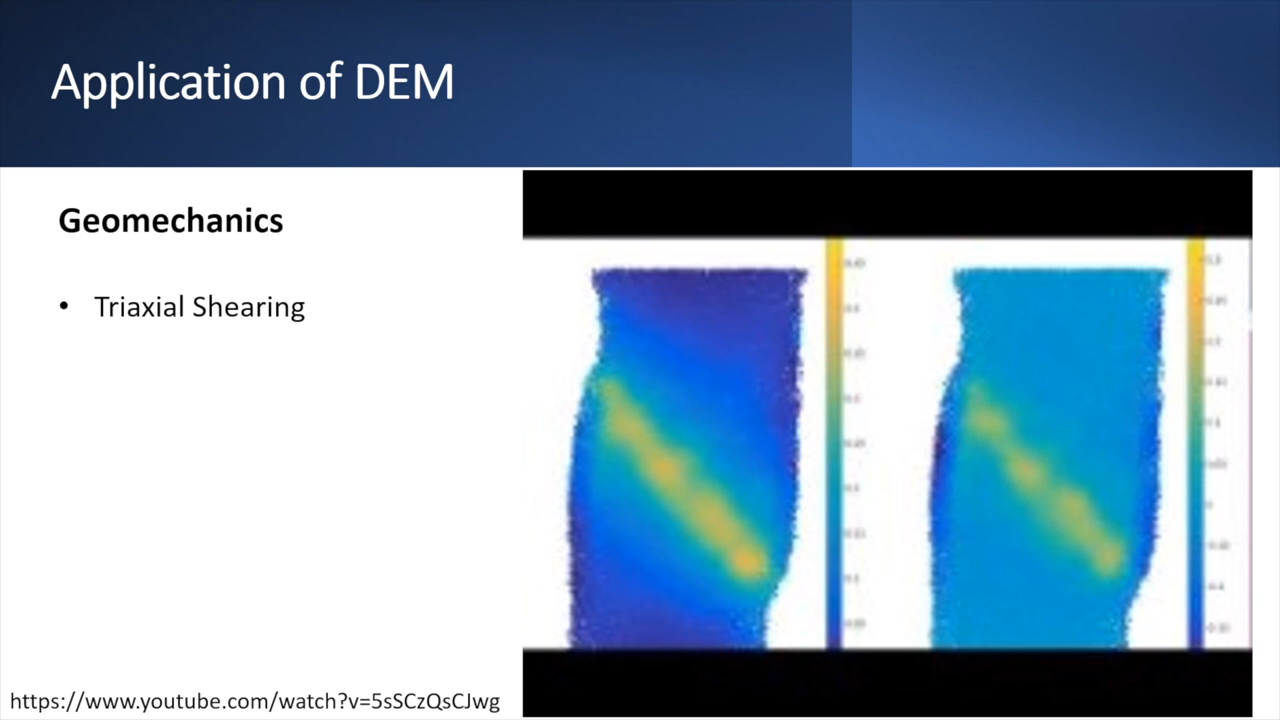 Application of DEM
Geomechanics
• Triaxial Shearing
https://www.youtube.com/watch?v=5sSCzQsCJwg